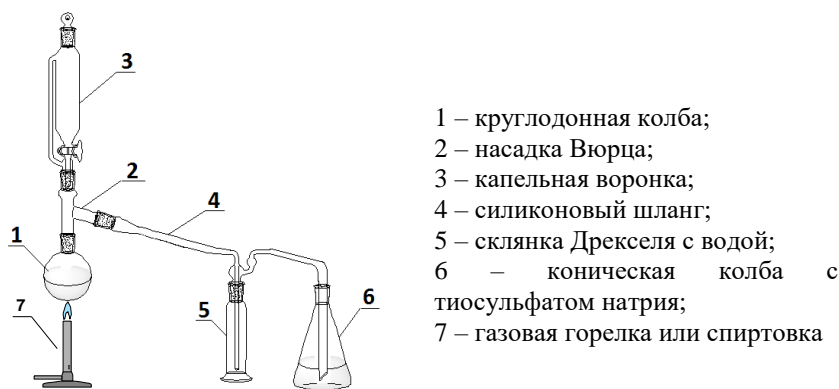 3
2
4
1
7
5
6
1 – круглодонная колба;
2 – насадка Вюрца;
3 – капельная воронка;
4 – силиконовый шланг;
5 – склянка Дрекселя с водой;
6 – коническая колба с
тиосульфатом натрия;
7 – газовая горелка или спиртовка